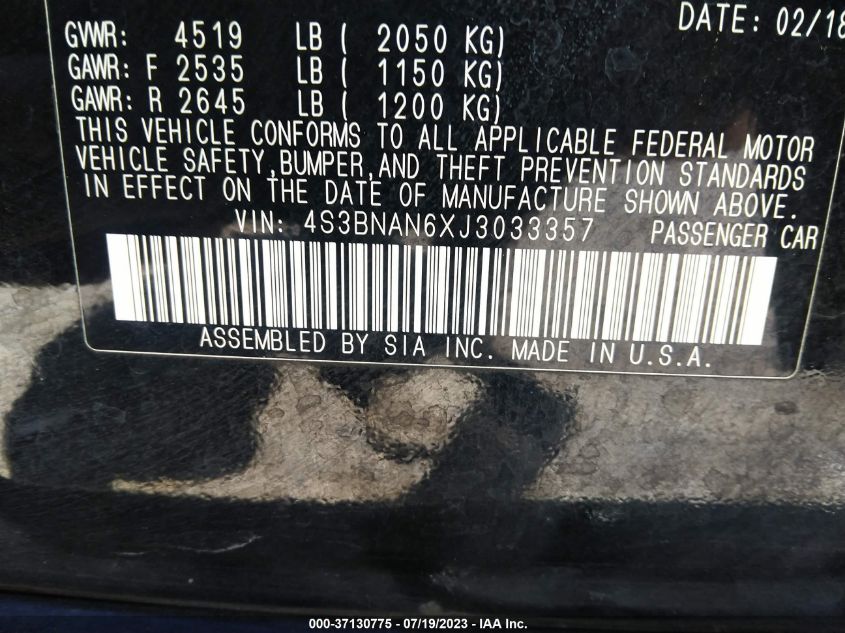 DATE: 02/18
GVWR: 4519 LB ( 2050 KG)
GAWR: F 2535 LB ( 1150 KG)
GAWR: R 2645 LB ( 1200 KG)
THIS VEHICLE CONFORMS TO ALL APPLICABLE FEDERAL MOTOR
VEHICLE SAFETY, BUMPER, AND THEFT PREVENTION STANDARDS
IN EFFECT ON THE DATE OF MANUFACTURE SHOWN ABOVE.
VIN: 4S3BNAN6XJ3033357 PASSENGER CAR
ASSEMBLED BY SIA INC. MADE IN U.S.A.
000-37130775 - 07/19/2023 - IAA Inc.